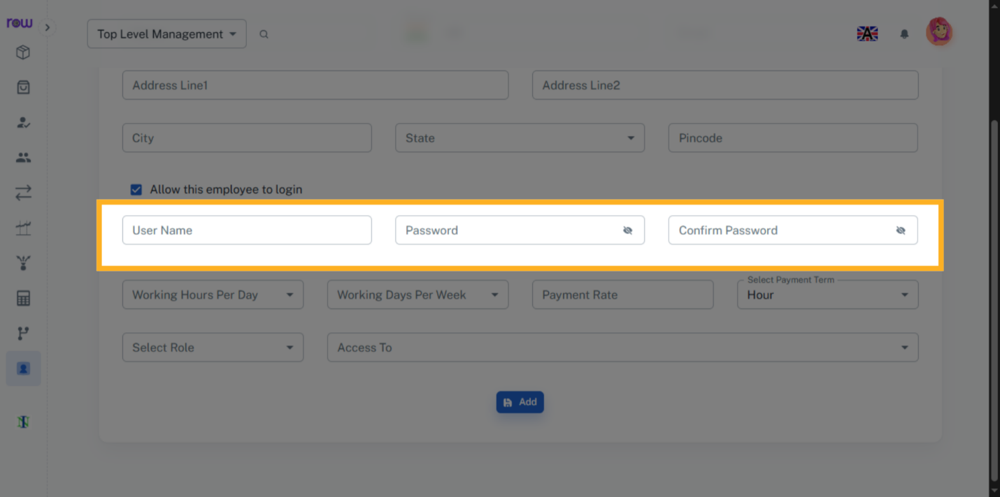 row
Top Level Management
A
Address Line1 Address Line2
City State Pincode
Allow this employee to login
User Name Password Confirm Password
Select Payment Term
Working Hours Per Day Working Days Per Week Payment Rate Hour
Select Role Access To
Add